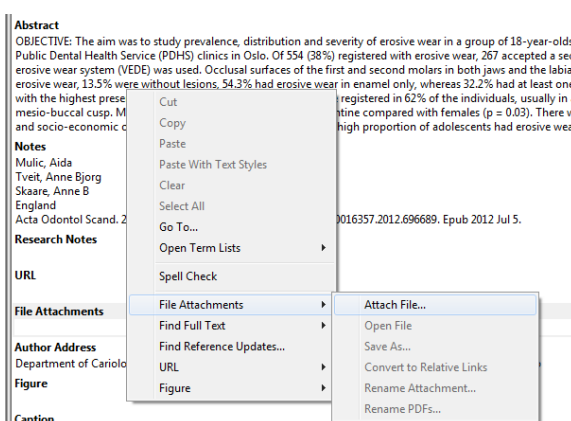 Abstract
OBJECTIVE: The aim was to study prevalence, distribution and severity of erosive wear in a group of 18-year-olds
Public Dental Health Service (PDHS) clinics in Oslo. Of 554 (38%) registered with erosive wear, 267 accepted a se
erosive wear system (VEDE) was used. Occlusal surfaces of the first and second molars in both jaws and the labia
erosive wear, 13.5% were without lesions, 54.3% had erosive wear in enamel only, whereas 32.2% had at least one
with the highest prese registered in 62% of the individuals, usually in
mesio-buccal cusp. M ntine compared with females (p = 0.03). There w
and socio-economic c high proportion of adolescents had erosive wea
Notes
Mulic, Aida
Tveit, Anne Bjorg
Skaare, Anne B
England
Acta Odontol Scand. 2 0016357.2012.696689. Epub 2012 Jul 5.
Research Notes
URL
File Attachments
Author Address
Department of Cariolo
Figure
Caption
Cut
Copy
Paste
Paste With Text Styles
Clear
Select All
Go To...
Open Term Lists
Spell Check
File Attachments
Find Full Text
Find Reference Updates...
URL
Figure
Attach File...
Open File
Save As...
Convert to Relative Links
Rename Attachment...
Rename PDFs...